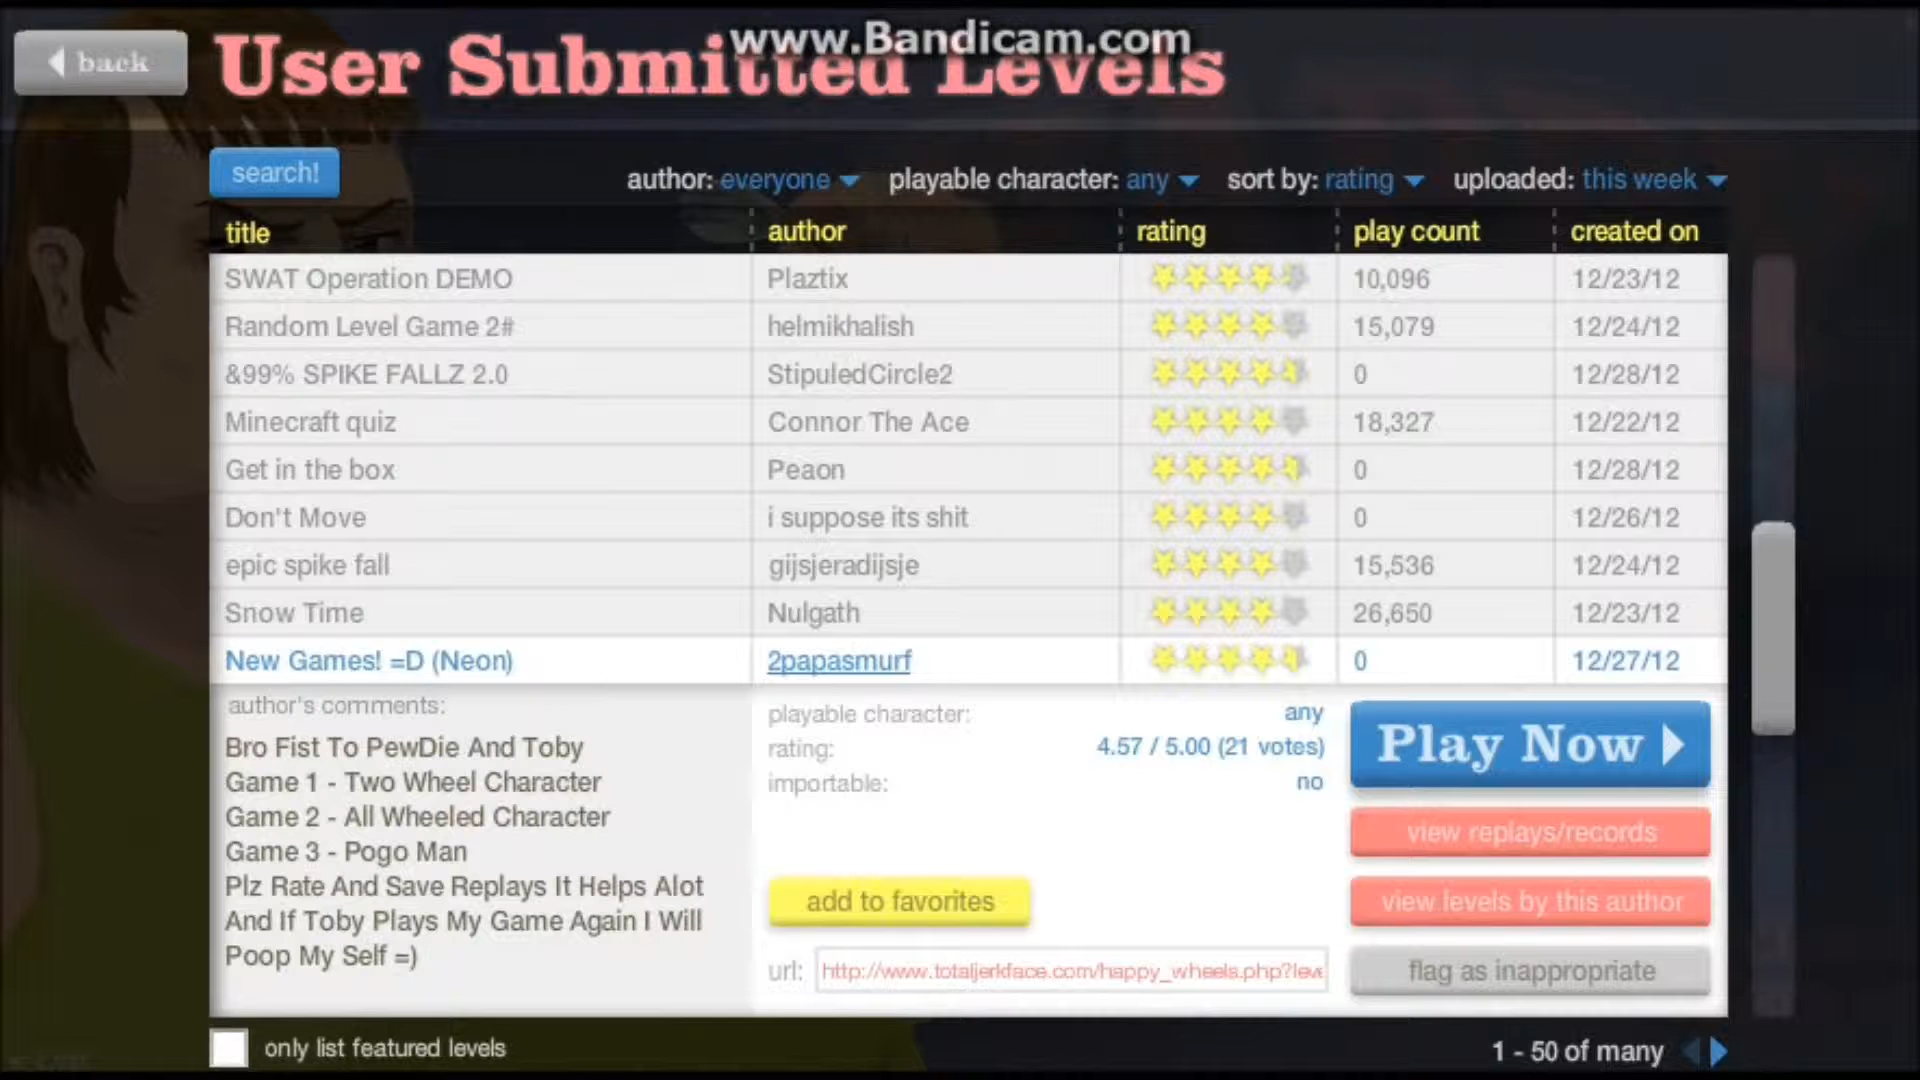 www.Bandicam.com
back
User Submitted Levels
search!
author: everyone playable character: any sort by: rating uploaded: this week
title author rating play count created on
SWAT Operation DEMO Plaztix 10,096 12/23/12
Random Level Game 2# helmikhalish 15,079 12/24/12
&99% SPIKE FALLZ 2.0 StipuledCircle2 0 12/28/12
Minecraft quiz Connor The Ace 18,327 12/22/12
Get in the box Peaon 0 12/28/12
Don't Move i suppose its shit 0 12/26/12
epic spike fall gijsjeradijsje 15,536 12/24/12
Snow Time Nulgath 26,650 12/23/12
New Games! =D (Neon) 2papasmurf 0 12/27/12
author's comments:
Bro Fist To PewDie And Toby
Game 1 - Two Wheel Character
Game 2 - All Wheeled Character
Game 3 - Pogo Man
Plz Rate And Save Replays It Helps Alot
And If Toby Plays My Game Again I Will
Poop My Self =)
playable character: any
rating: 4.57 / 5.00 (21 votes)
importable: no
add to favorites
url: http://www.totaljerkface.com/happy_wheels.php?leve
Play Now
view replays/records
view levels by this author
flag as inappropriate
only list featured levels
1 - 50 of many